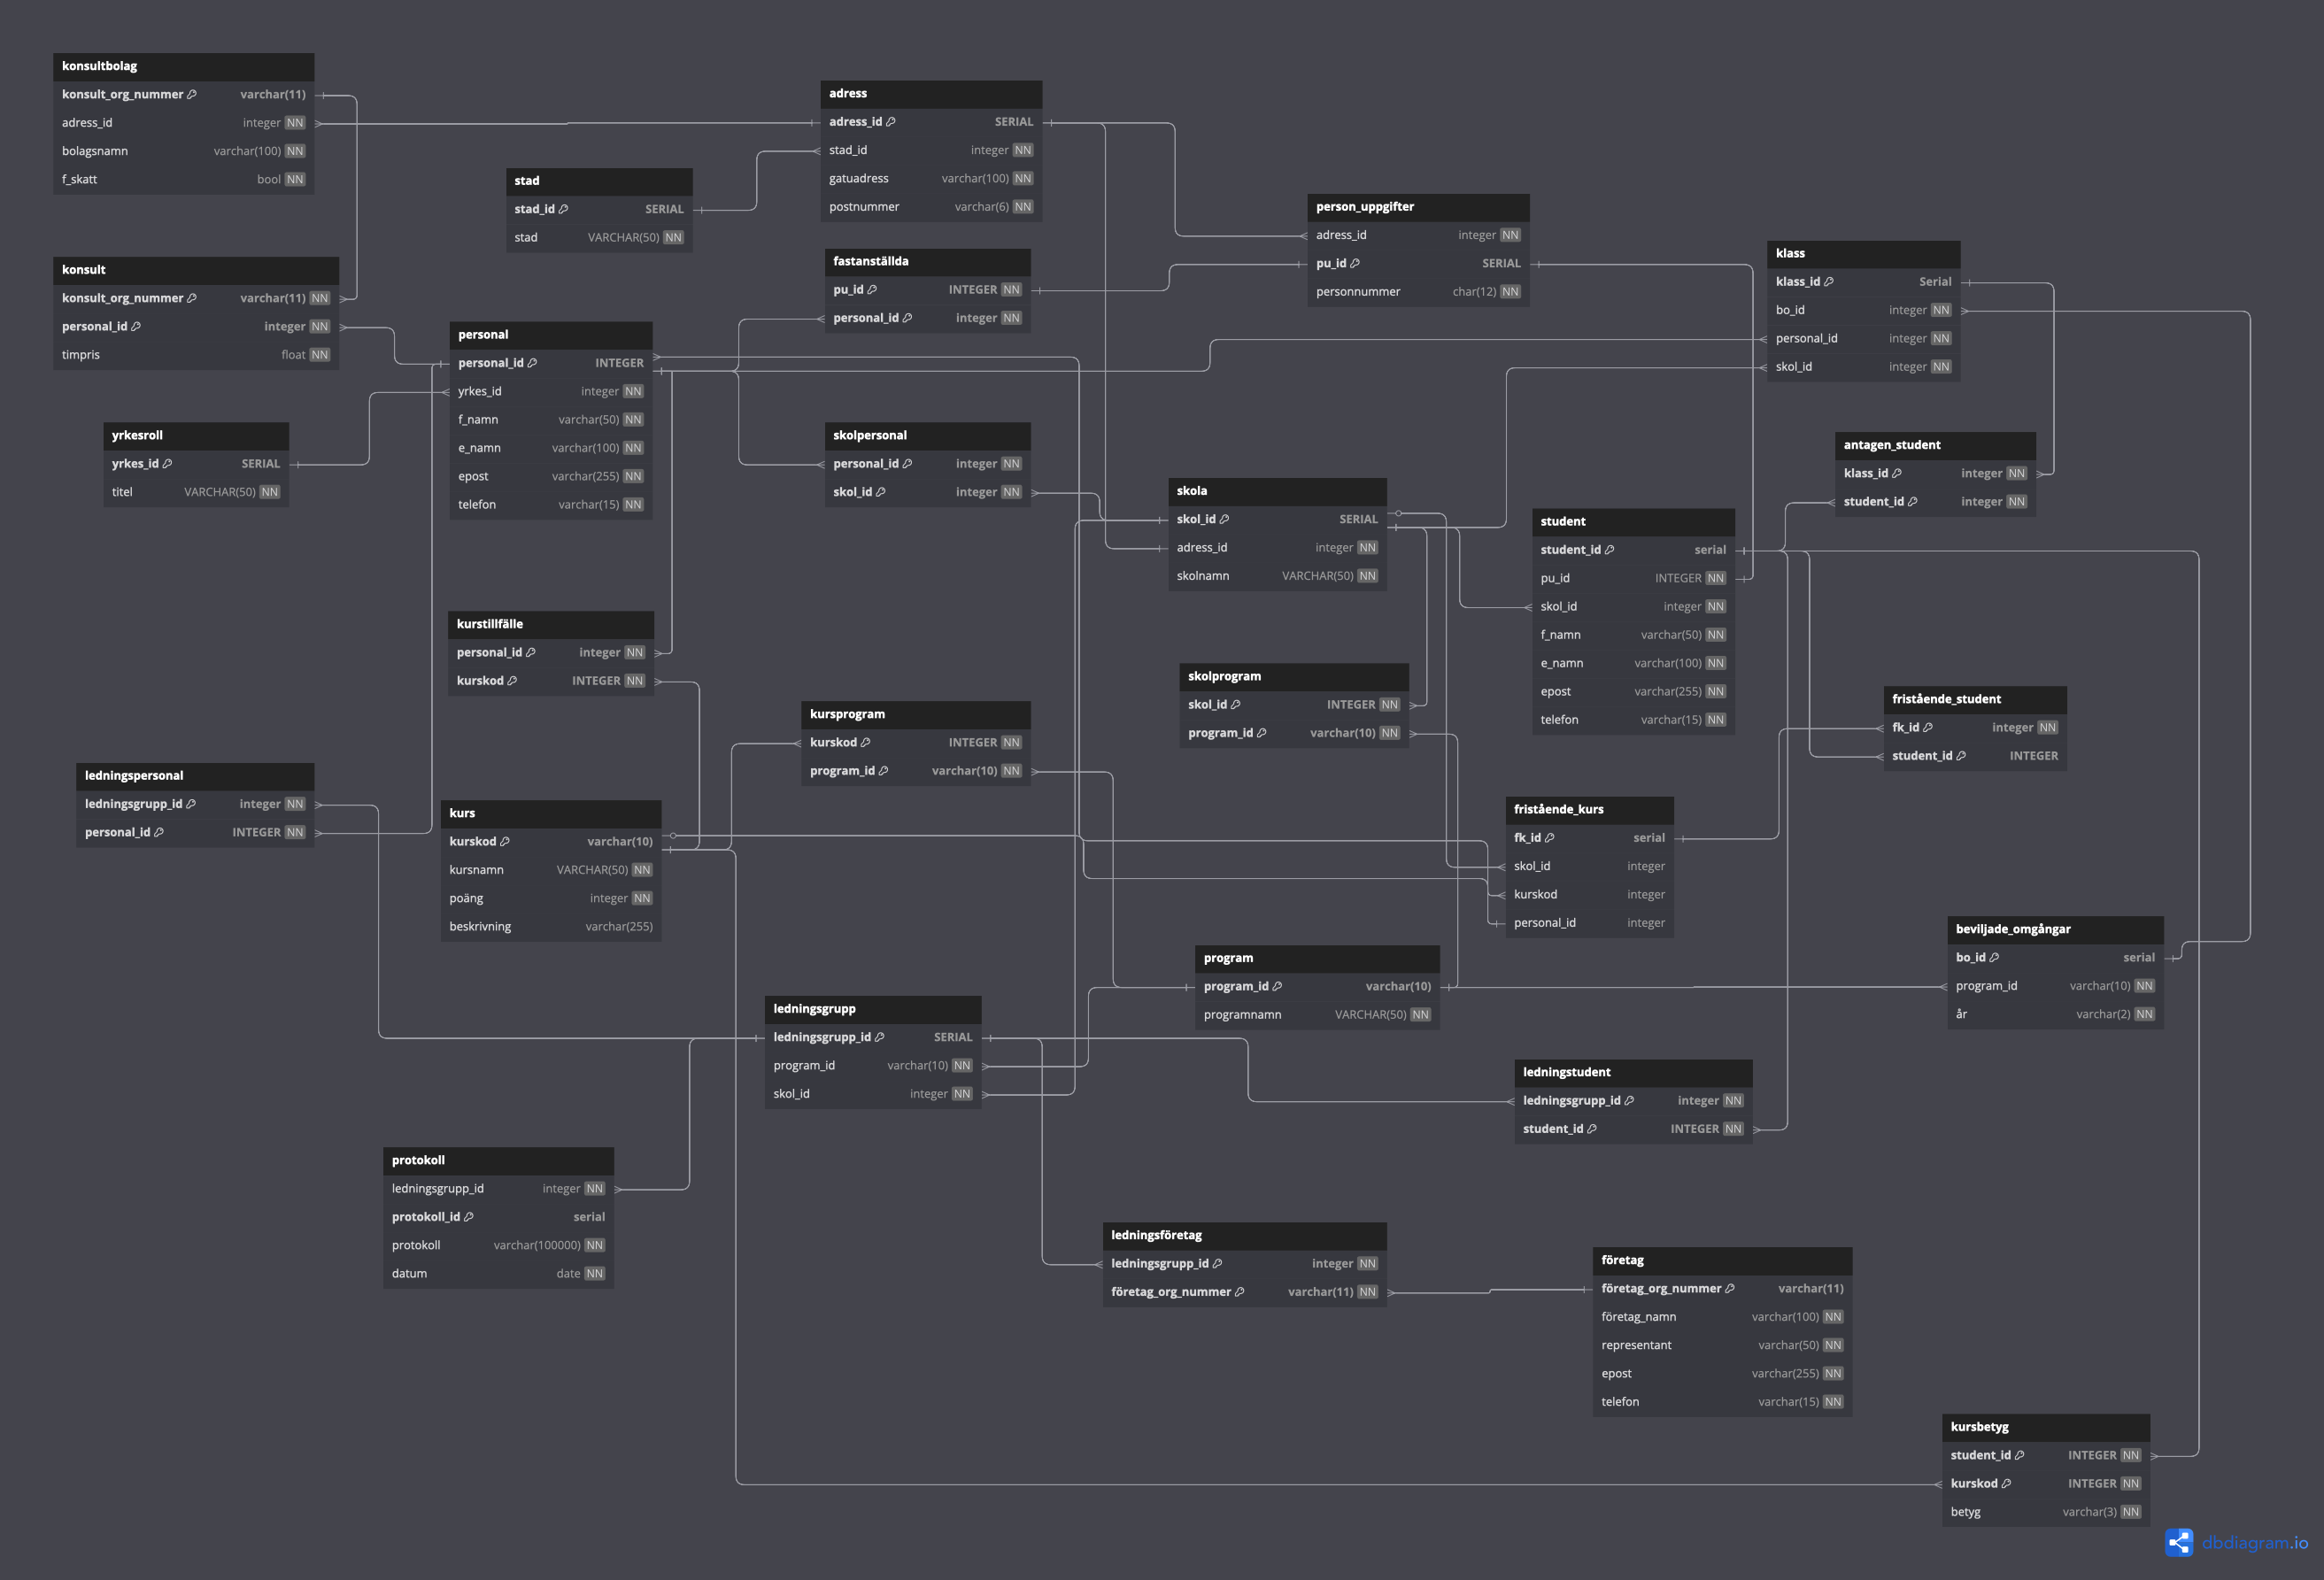 konsultbolag
konsult_org_nummer varchar(11)
adress_id integer NN
bolagsnamn varchar(100) NN
f_skatt bool NN
adress
adress_id SERIAL
stad_id integer NN
gatuadress varchar(100) NN
postnummer varchar(6) NN
stad
stad_id SERIAL
stad VARCHAR(50) NN
person_uppgifter
adress_id integer NN
pu_id SERIAL
personnummer char(12) NN
klass
klass_id Serial
bo_id integer NN
personal_id integer NN
skol_id integer NN
konsult
konsult_org_nummer varchar(11) NN
personal_id integer NN
timpris float NN
fastanställda
pu_id INTEGER NN
personal_id integer NN
personal
personal_id INTEGER
yrkes_id integer NN
f_namn varchar(50) NN
e_namn varchar(100) NN
epost varchar(255) NN
telefon varchar(15) NN
yrkesroll
yrkes_id SERIAL
titel VARCHAR(50) NN
skolpersonal
personal_id integer NN
skol_id integer NN
antagen_student
klass_id integer NN
student_id integer NN
skola
skol_id SERIAL
adress_id integer NN
skolnamn VARCHAR(50) NN
student
student_id serial
pu_id INTEGER NN
skol_id integer NN
f_namn varchar(50) NN
e_namn varchar(100) NN
epost varchar(255) NN
telefon varchar(15) NN
kurstillfälle
personal_id integer NN
kurskod INTEGER NN
skolprogram
skol_id INTEGER NN
program_id varchar(10) NN
fristående_student
fk_id integer NN
student_id INTEGER
kursprogram
kurskod INTEGER NN
program_id varchar(10) NN
ledningspersonal
ledningsgrupp_id integer NN
personal_id INTEGER NN
kurs
kurskod varchar(10)
kursnamn VARCHAR(50) NN
poäng integer NN
beskrivning varchar(255)
fristående_kurs
fk_id serial
skol_id integer
kurskod integer
personal_id integer
beviljade_omgångar
bo_id serial
program_id varchar(10) NN
år varchar(2) NN
program
program_id varchar(10)
programnamn VARCHAR(50) NN
ledningsgrupp
ledningsgrupp_id SERIAL
program_id varchar(10) NN
skol_id integer NN
ledningstudent
ledningsgrupp_id integer NN
student_id INTEGER NN
protokoll
ledningsgrupp_id integer NN
protokoll_id serial
protokoll varchar(100000) NN
datum date NN
ledningsföretag
ledningsgrupp_id integer NN
företag_org_nummer varchar(11) NN
företag
företag_org_nummer varchar(11)
företag_namn varchar(100) NN
representant varchar(50) NN
epost varchar(255) NN
telefon varchar(15) NN
kursbetyg
student_id INTEGER NN
kurskod INTEGER NN
betyg varchar(3) NN
dbdiagram.io